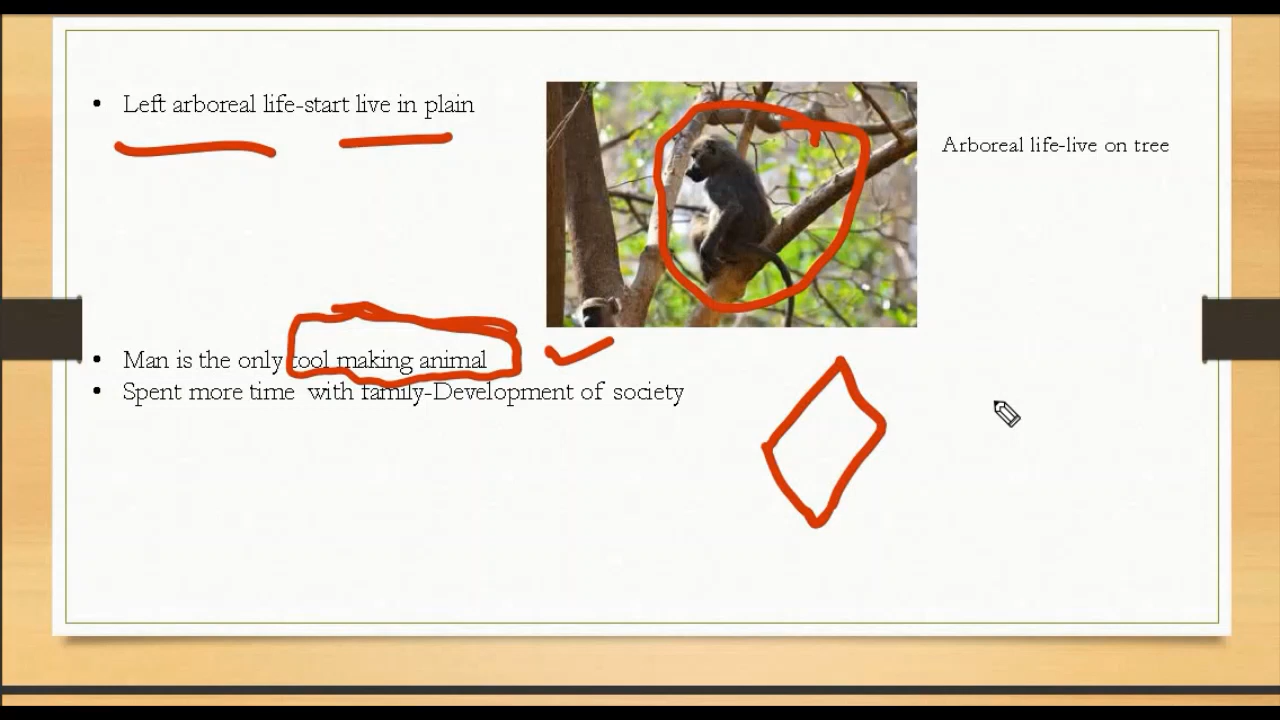 Left arboreal life-start live in plain
Arboreal life-live on tree
Man is the only tool making animal
Spent more time with family-Development of society